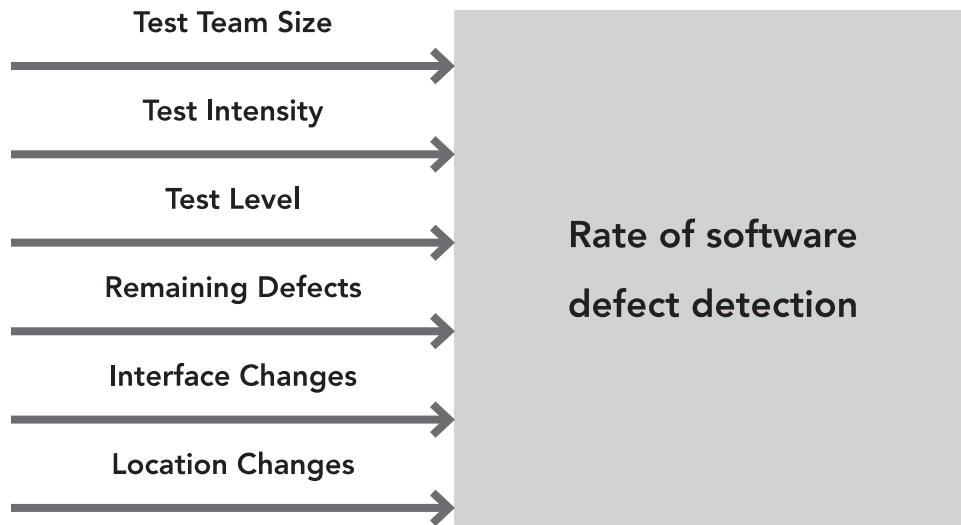 Test Team Size
Test Intensity
Test Level
Remaining Defects
Interface Changes
Location Changes
Rate of software
defect detection